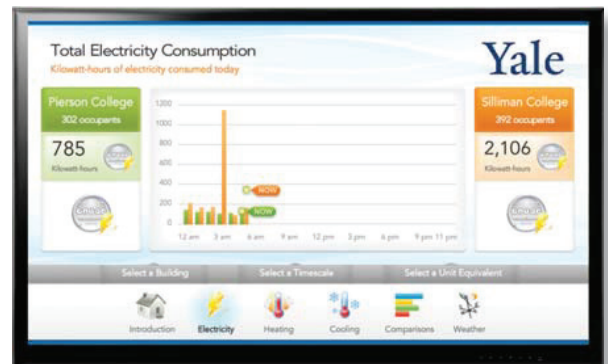 Total Electricity Consumption
Kilowatt-hours of electricity consumed today
Yale
Pierson College
302 occupants
785
Kilowatt-hours
1200
1000
800
600
400
200
0
NOW
NOW
12 am 3 am 6 am 9 am 12 pm 3 pm 6 pm 9 pm 11 pm
Silliman College
392 occupants
2,106
Kilowatt-hours
Select a Building Select a Timescale Select a Unit Equivalent
Introduction Electricity Heating Cooling Comparisons Weather